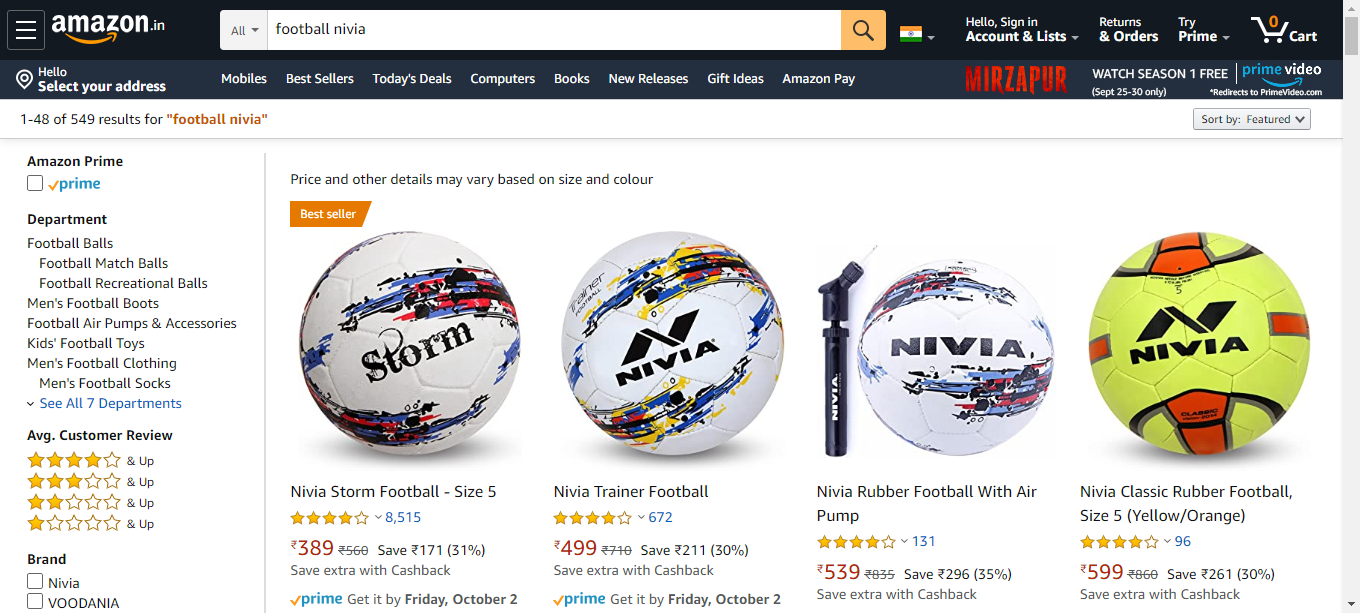 amazon.in
All
football nivia
Hello, Sign in
Account & Lists
Returns
& Orders
Try
Prime
0
Cart
Hello
Select your address
Mobiles
Best Sellers
Today's Deals
Computers
Books
New Releases
Gift Ideas
Amazon Pay
MIRZAPUR
WATCH SEASON 1 FREE
(Sept 25-30 only)
prime video
*Redirects to PrimeVideo.com
1-48 of 549 results for "football nivia"
Sort by: Featured
Amazon Prime
prime
Department
Football Balls
Football Match Balls
Football Recreational Balls
Men's Football Boots
Football Air Pumps & Accessories
Kids' Football Toys
Men's Football Clothing
Men's Football Socks
See All 7 Departments
Avg. Customer Review
& Up
& Up
& Up
& Up
Brand
Nivia
VOODANIA
Price and other details may vary based on size and colour
Best seller
Storm
Nivia Storm Football - Size 5
8,515
₹389 ₹560 Save ₹171 (31%)
Save extra with Cashback
prime Get it by Friday, October 2
Trainer
FOOTBALL
NIVIA
Nivia Trainer Football
672
₹499 ₹710 Save ₹211 (30%)
Save extra with Cashback
prime Get it by Friday, October 2
NIVIA
NIVIA
Nivia Rubber Football With Air
Pump
131
₹539 ₹835 Save ₹296 (35%)
Save extra with Cashback
5
NIVIA
CLASSIC
Nivia Classic Rubber Football,
Size 5 (Yellow/Orange)
96
₹599 ₹860 Save ₹261 (30%)
Save extra with Cashback